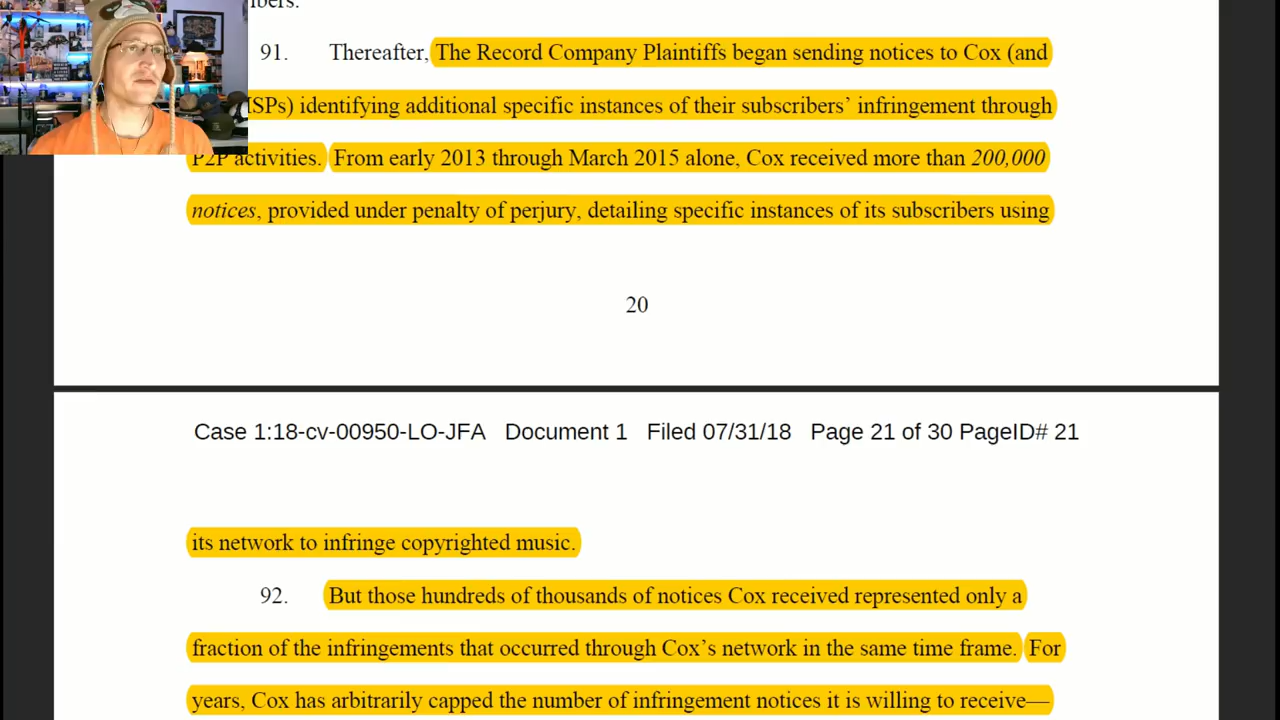 bers.
91. Thereafter, The Record Company Plaintiffs began sending notices to Cox (and
ISPs) identifying additional specific instances of their subscribers’ infringement through
P2P activities. From early 2013 through March 2015 alone, Cox received more than 200,000
notices, provided under penalty of perjury, detailing specific instances of its subscribers using
20
Case 1:18-cv-00950-LO-JFA Document 1 Filed 07/31/18 Page 21 of 30 PageID# 21
its network to infringe copyrighted music.
92. But those hundreds of thousands of notices Cox received represented only a
fraction of the infringements that occurred through Cox’s network in the same time frame. For
years, Cox has arbitrarily capped the number of infringement notices it is willing to receive—